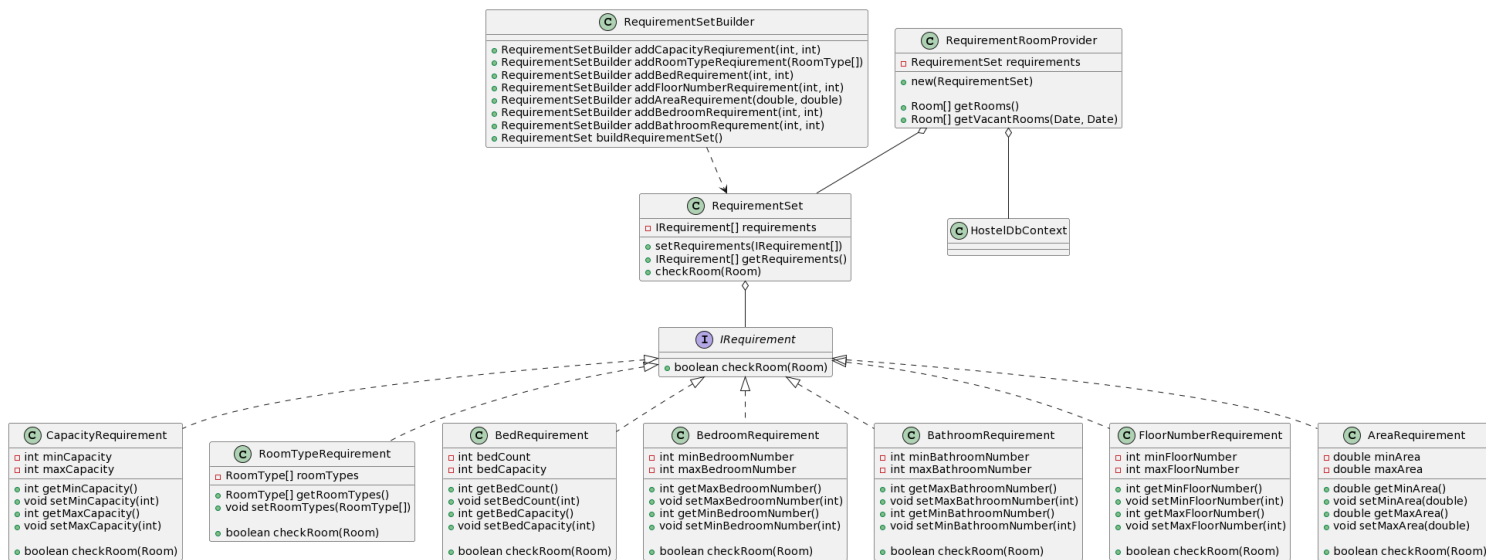 C RequirementSetBuilder
RequirementSetBuilder addCapacityReqiurement(int, int)
RequirementSetBuilder addRoomTypeReqiurement(RoomType[])
RequirementSetBuilder addBedRequirement(int, int)
RequirementSetBuilder addFloorNumberRequirement(int, int)
RequirementSetBuilder addAreaRequirement(double, double)
RequirementSetBuilder addBedroomRequirement(int, int)
RequirementSetBuilder addBathroomRequrement(int, int)
RequirementSet buildRequirementSet()
C RequirementRoomProvider
RequirementSet requirements
new(RequirementSet)
Room[] getRooms()
Room[] getVacantRooms(Date, Date)
C RequirementSet
IRequirement[] requirements
setRequirements(IRequirement[])
IRequirement[] getRequirements()
checkRoom(Room)
C HostelDbContext
I IRequirement
boolean checkRoom(Room)
C CapacityRequirement
int minCapacity
int maxCapacity
int getMinCapacity()
void setMinCapacity(int)
int getMaxCapacity()
void setMaxCapacity(int)
boolean checkRoom(Room)
C RoomTypeRequirement
RoomType[] roomTypes
RoomType[] getRoomTypes()
void setRoomTypes(RoomType[])
boolean checkRoom(Room)
C BedRequirement
int bedCount
int bedCapacity
int getBedCount()
void setBedCount(int)
int getBedCapacity()
void setBedCapacity(int)
boolean checkRoom(Room)
C BedroomRequirement
int minBedroomNumber
int maxBedroomNumber
int getMaxBedroomNumber()
void setMaxBedroomNumber(int)
int getMinBedroomNumber()
void setMinBedroomNumber(int)
boolean checkRoom(Room)
C BathroomRequirement
int minBathroomNumber
int maxBathroomNumber
int getMaxBathroomNumber()
void setMaxBathroomNumber(int)
int getMinBathroomNumber()
void setMinBathroomNumber(int)
boolean checkRoom(Room)
C FloorNumberRequirement
int minFloorNumber
int maxFloorNumber
int getMinFloorNumber()
void setMinFloorNumber(int)
int getMaxFloorNumber()
void setMaxFloorNumber(int)
boolean checkRoom(Room)
C AreaRequirement
double minArea
double maxArea
double getMinArea()
void setMinArea(double)
double getMaxArea()
void setMaxArea(double)
boolean checkRoom(Room)